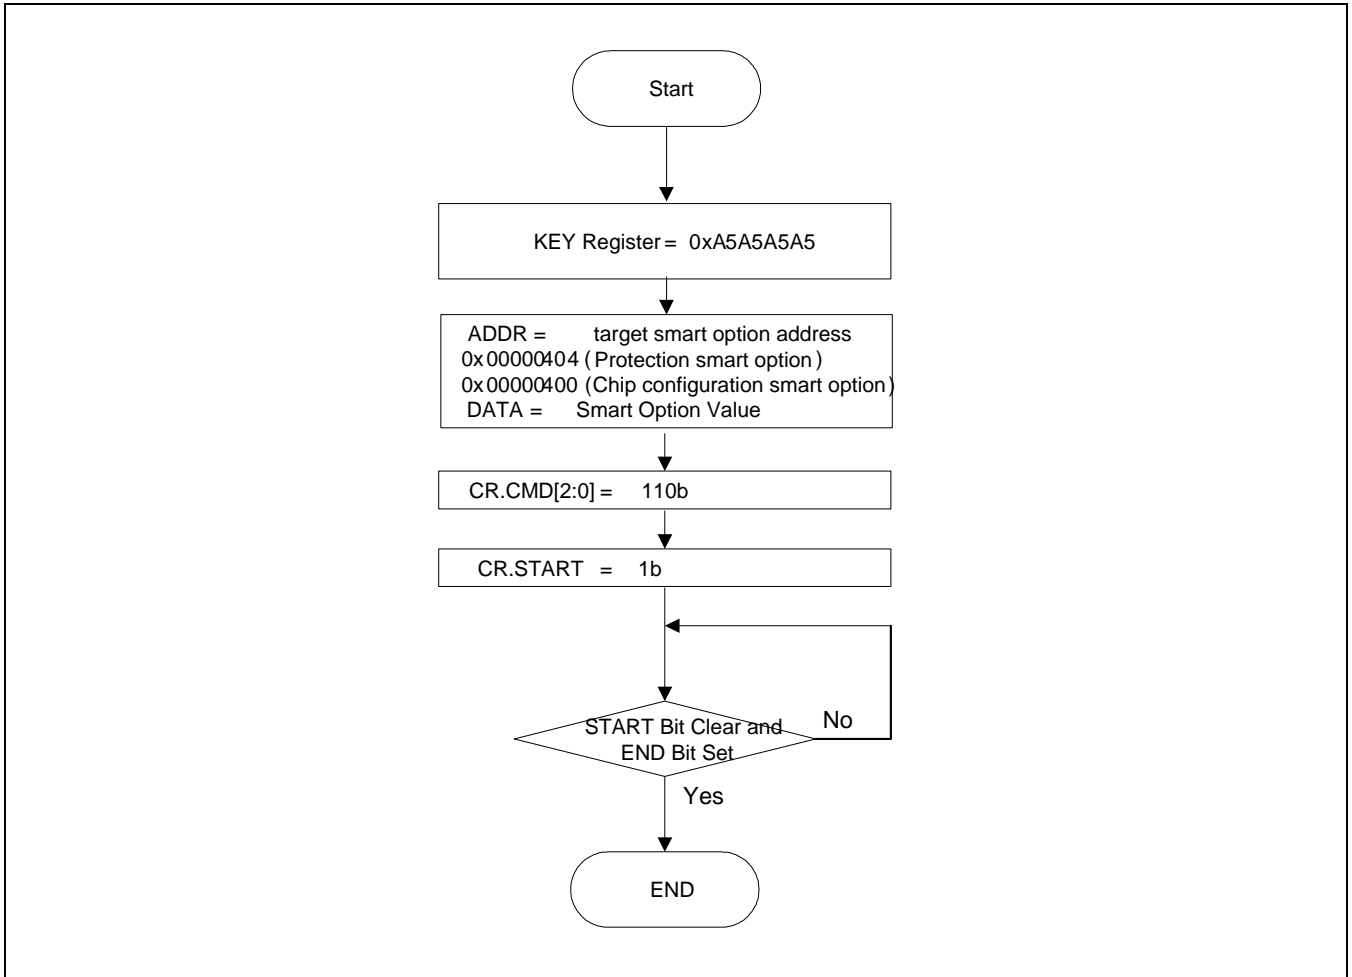 Start
KEY Register = 0xA5A5A5A5
ADDR = target smart option address
0x00000404 (Protection smart option)
0x00000400 (Chip configuration smart option)
DATA = Smart Option Value
CR.CMD[2:0] = 110b
CR.START = 1b
START Bit Clear and
END Bit Set
No
Yes
END